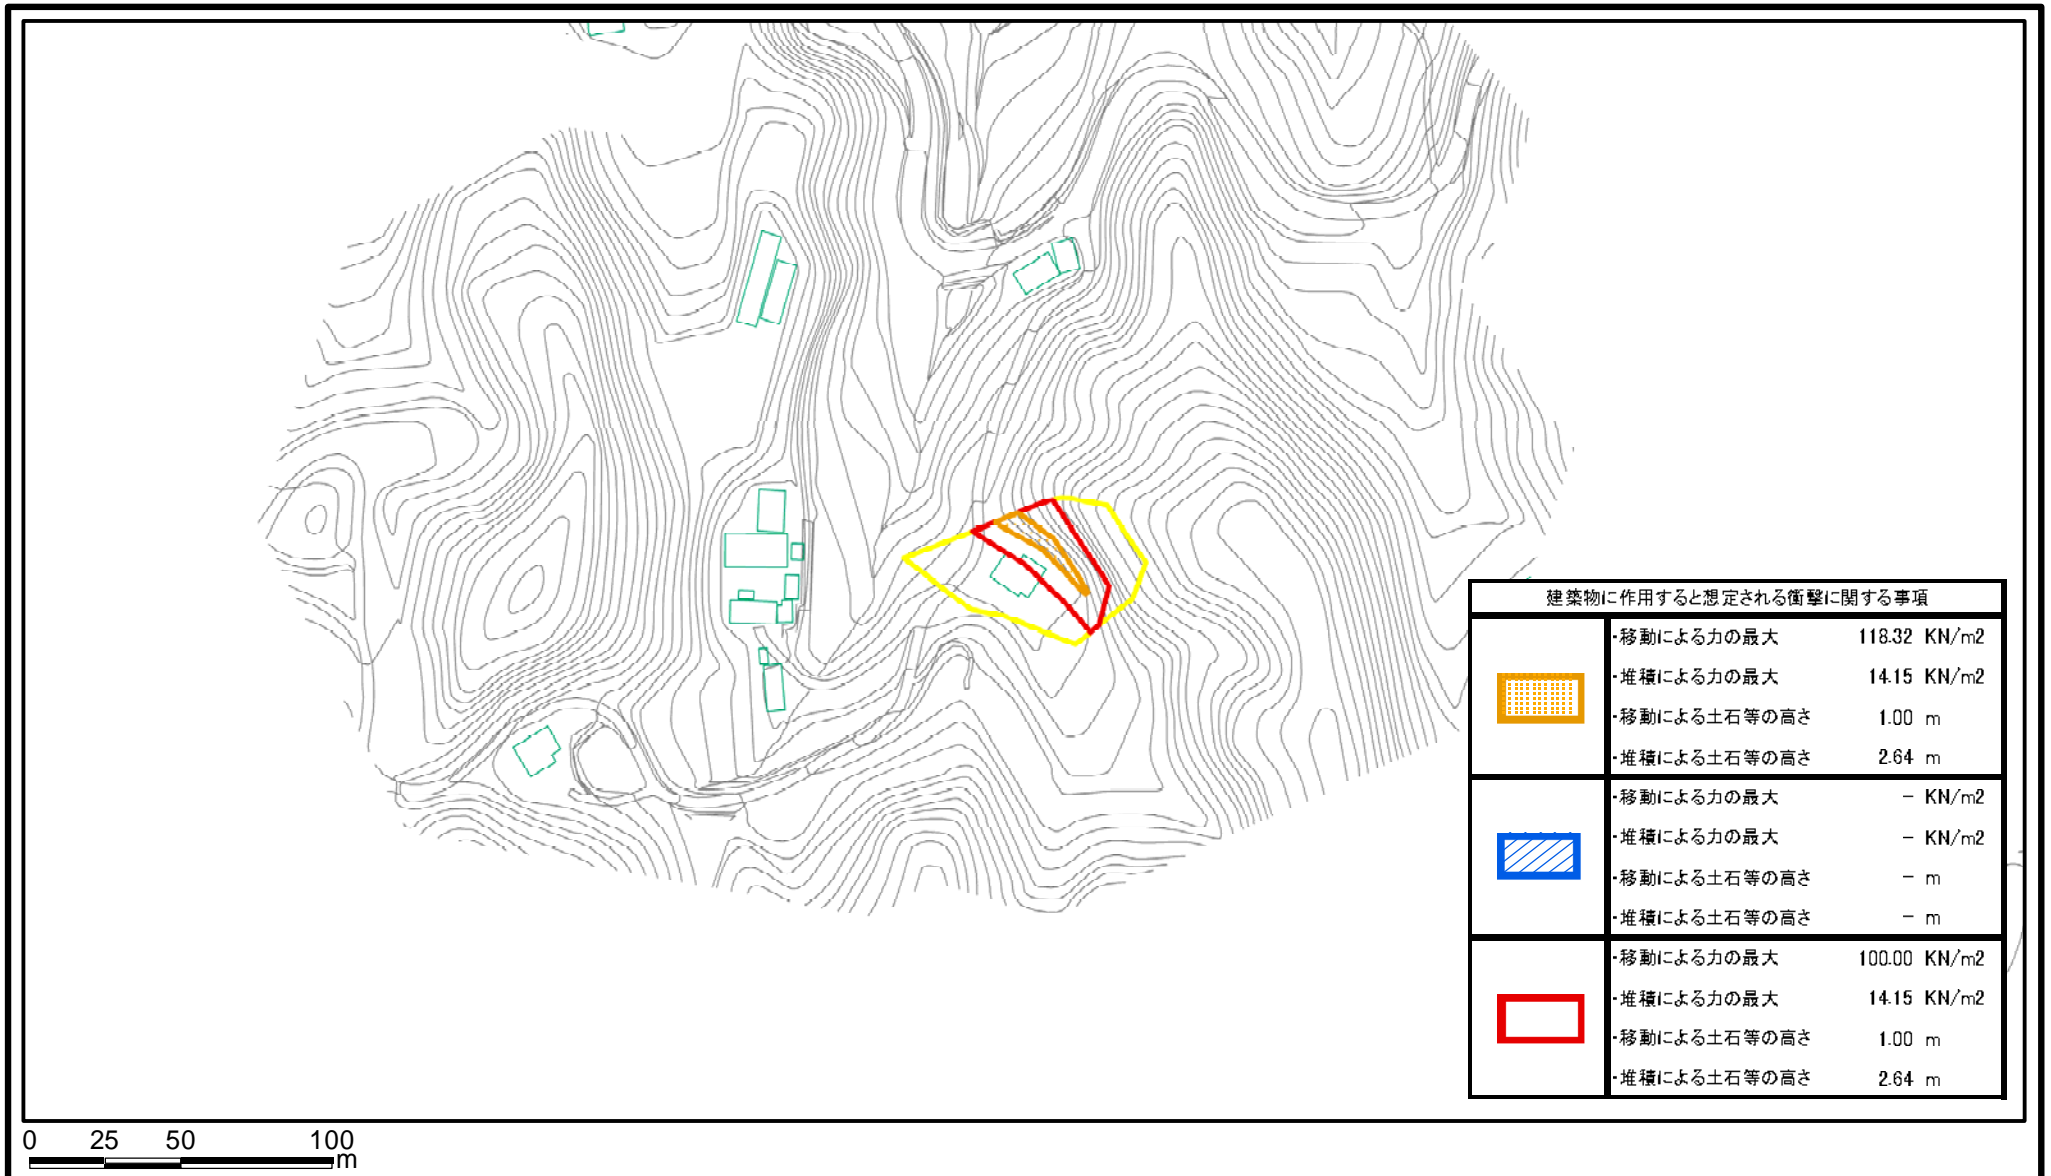 建築物に作用すると想定される衝撃に関する事項
・移動による力の最大 118.32 KN/m2
・堆積による力の最大 14.15 KN/m2
・移動による土石等の高さ 1.00 m
・堆積による土石等の高さ 2.64 m
・移動による力の最大 － KN/m2
・堆積による力の最大 － KN/m2
・移動による土石等の高さ － m
・堆積による土石等の高さ － m
・移動による力の最大 100.00 KN/m2
・堆積による力の最大 14.15 KN/m2
・移動による土石等の高さ 1.00 m
・堆積による土石等の高さ 2.64 m
0 25 50 100
m